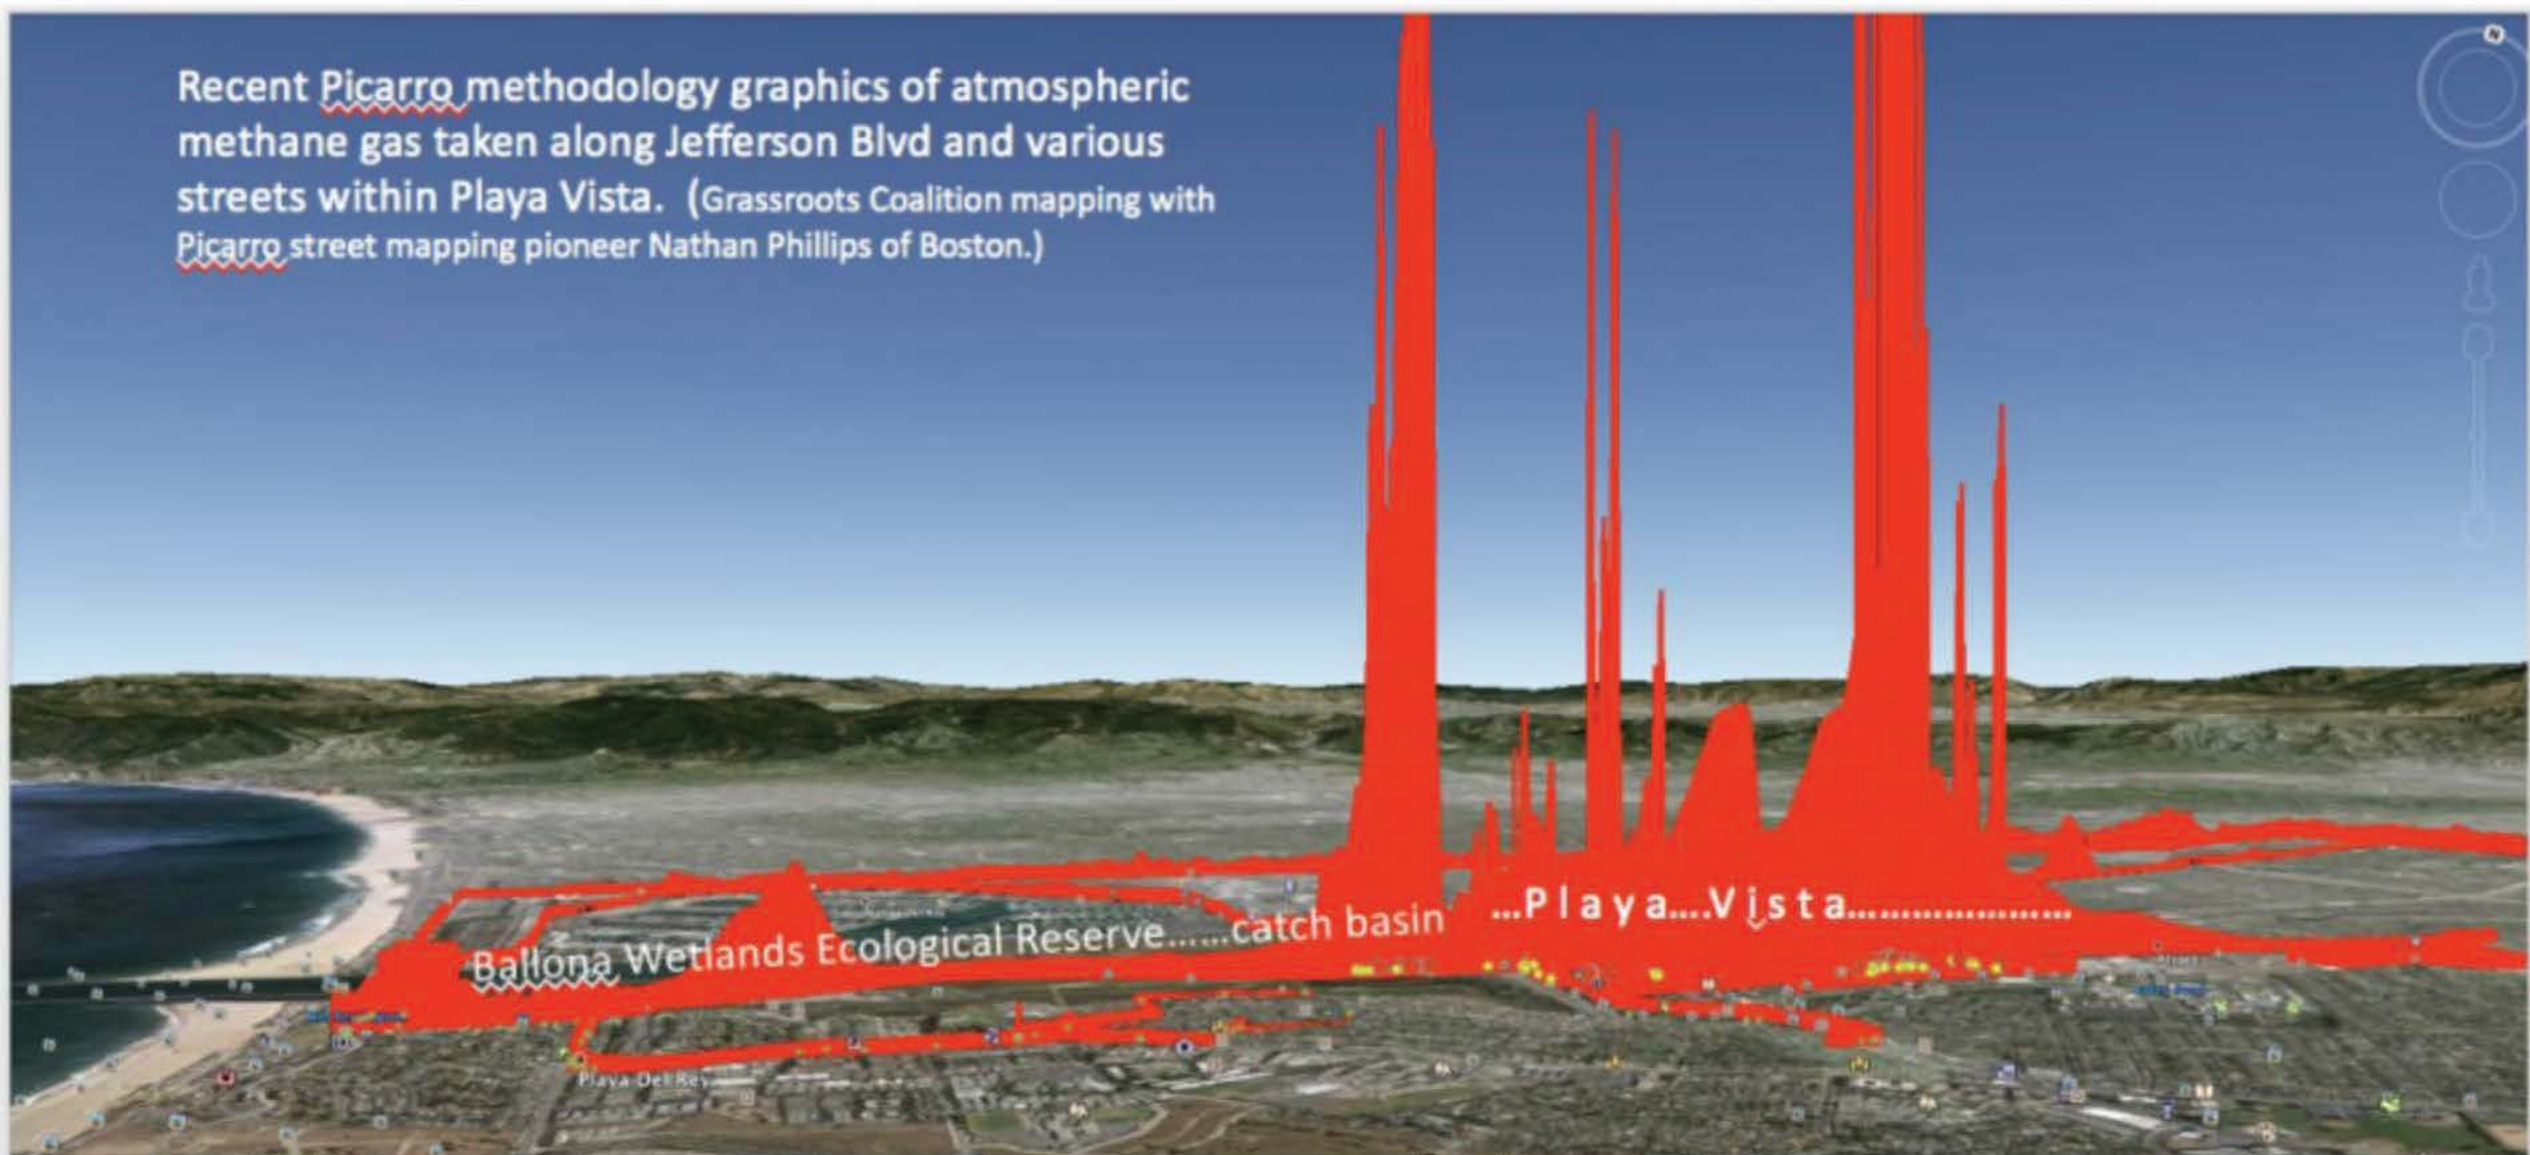 Recent Picarro methodology graphics of atmospheric
methane gas taken along Jefferson Blvd and various
streets within Playa Vista. (Grassroots Coalition mapping with
Picarro street mapping pioneer Nathan Phillips of Boston.)
N
...Playa....Vista......................
Ballona Wetlands Ecological Reserve......catch basin
Playa Del Rey